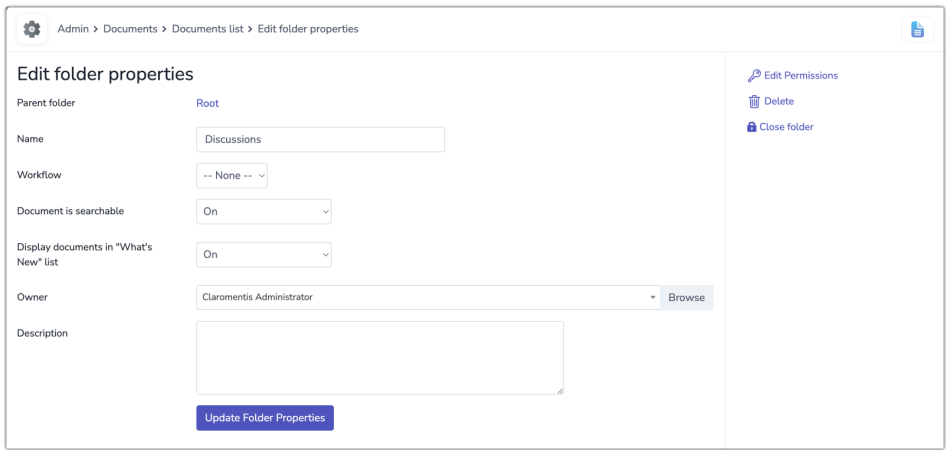 Admin > Documents > Documents list > Edit folder properties
Edit folder properties
Parent folder
Root
Name
Discussions
Workflow
-- None --
Document is searchable
On
Display documents in "What's
New" list
On
Owner
Claromentis Administrator
Browse
Description
Update Folder Properties
Edit Permissions
Delete
Close folder